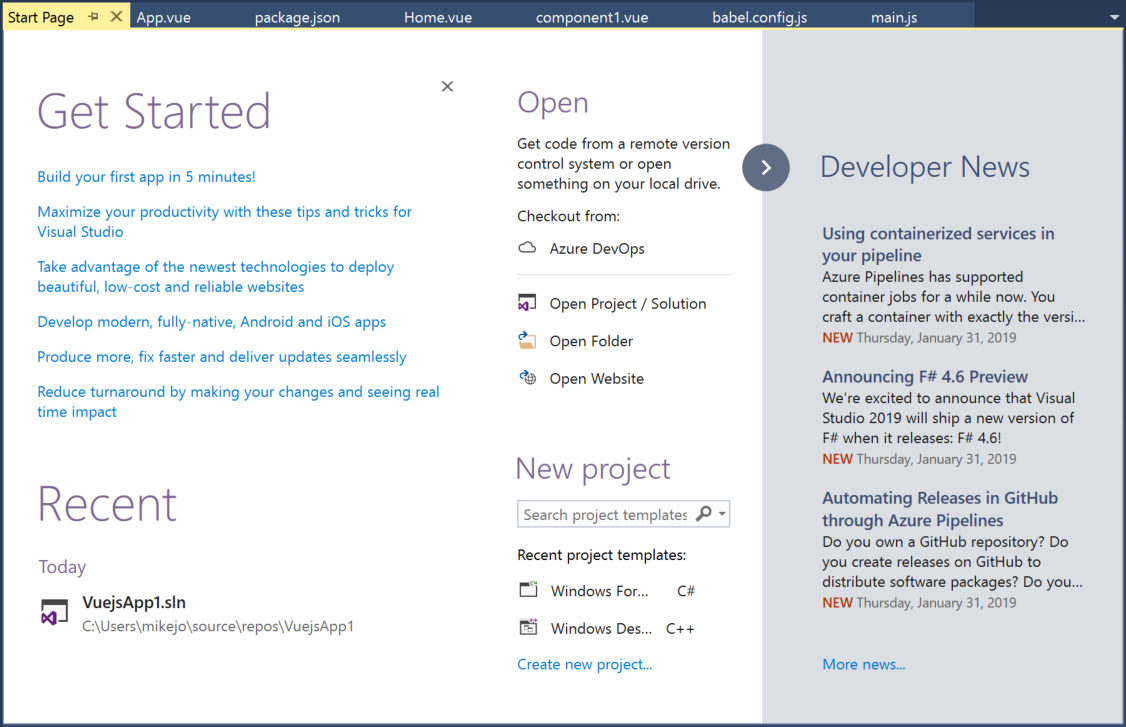 Start Page
App.vue
package.json
Home.vue
component1.vue
babel.config.js
main.js
Get Started
Build your first app in 5 minutes!
Maximize your productivity with these tips and tricks for
Visual Studio
Take advantage of the newest technologies to deploy
beautiful, low-cost and reliable websites
Develop modern, fully-native, Android and iOS apps
Produce more, fix faster and deliver updates seamlessly
Reduce turnaround by making your changes and seeing real
time impact
Recent
Today
VuejsApp1.sln
C:\Users\mikejo\source\repos\VuejsApp1
Open
Get code from a remote version
control system or open
something on your local drive.
Checkout from:
Azure DevOps
Open Project / Solution
Open Folder
Open Website
New project
Search project templates
Recent project templates:
Windows For... C#
Windows Des... C++
Create new project...
Developer News
Using containerized services in
your pipeline
Azure Pipelines has supported
container jobs for a while now. You
craft a container with exactly the versi...
NEW Thursday, January 31, 2019
Announcing F# 4.6 Preview
We're excited to announce that Visual
Studio 2019 will ship a new version of
F# when it releases: F# 4.6!
NEW Thursday, January 31, 2019
Automating Releases in GitHub
through Azure Pipelines
Do you own a GitHub repository? Do
you create releases on GitHub to
distribute software packages? Do you...
NEW Thursday, January 31, 2019
More news...